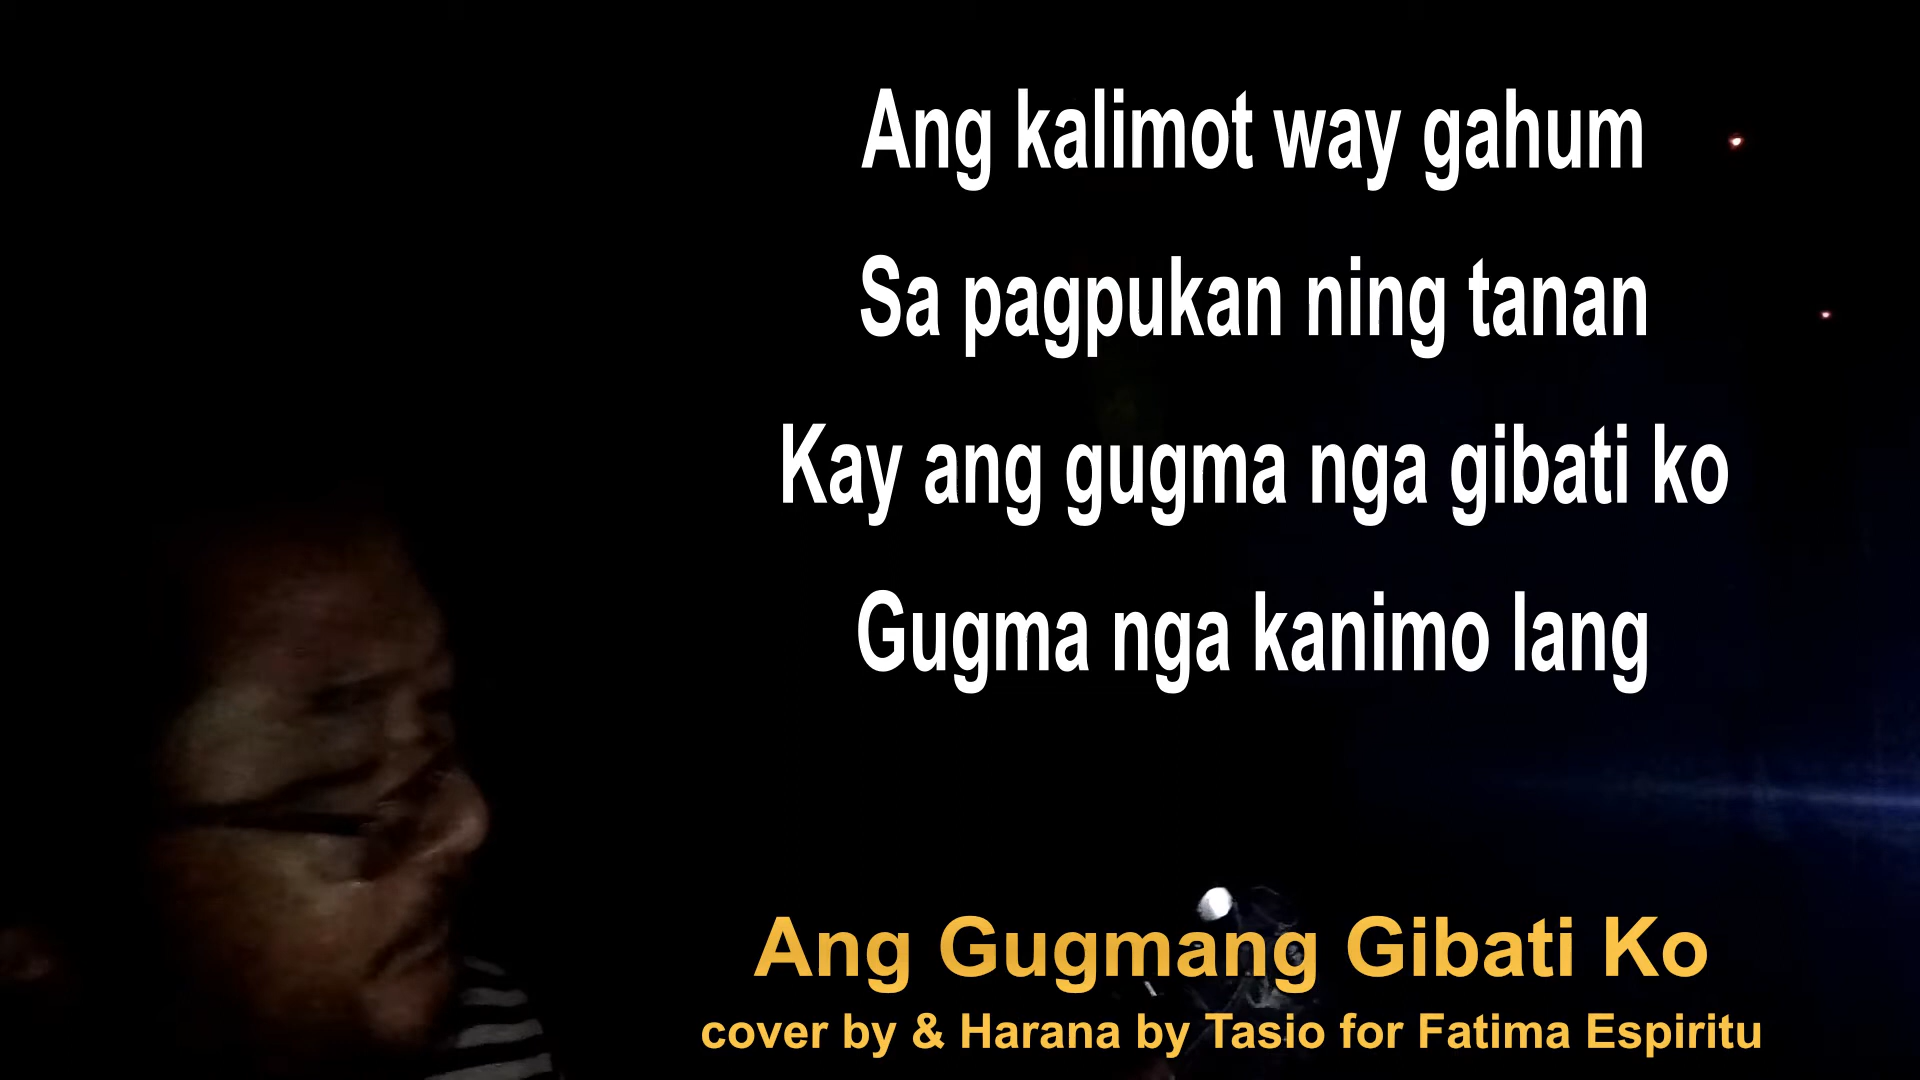 Ang kalimot way gahum
Sa pagpukan ning tanan
Kay ang gugma nga gibati ko
Gugma nga kanimo lang
Ang Gugmang Gibati Ko
cover by & Harana by Tasio for Fatima Espiritu